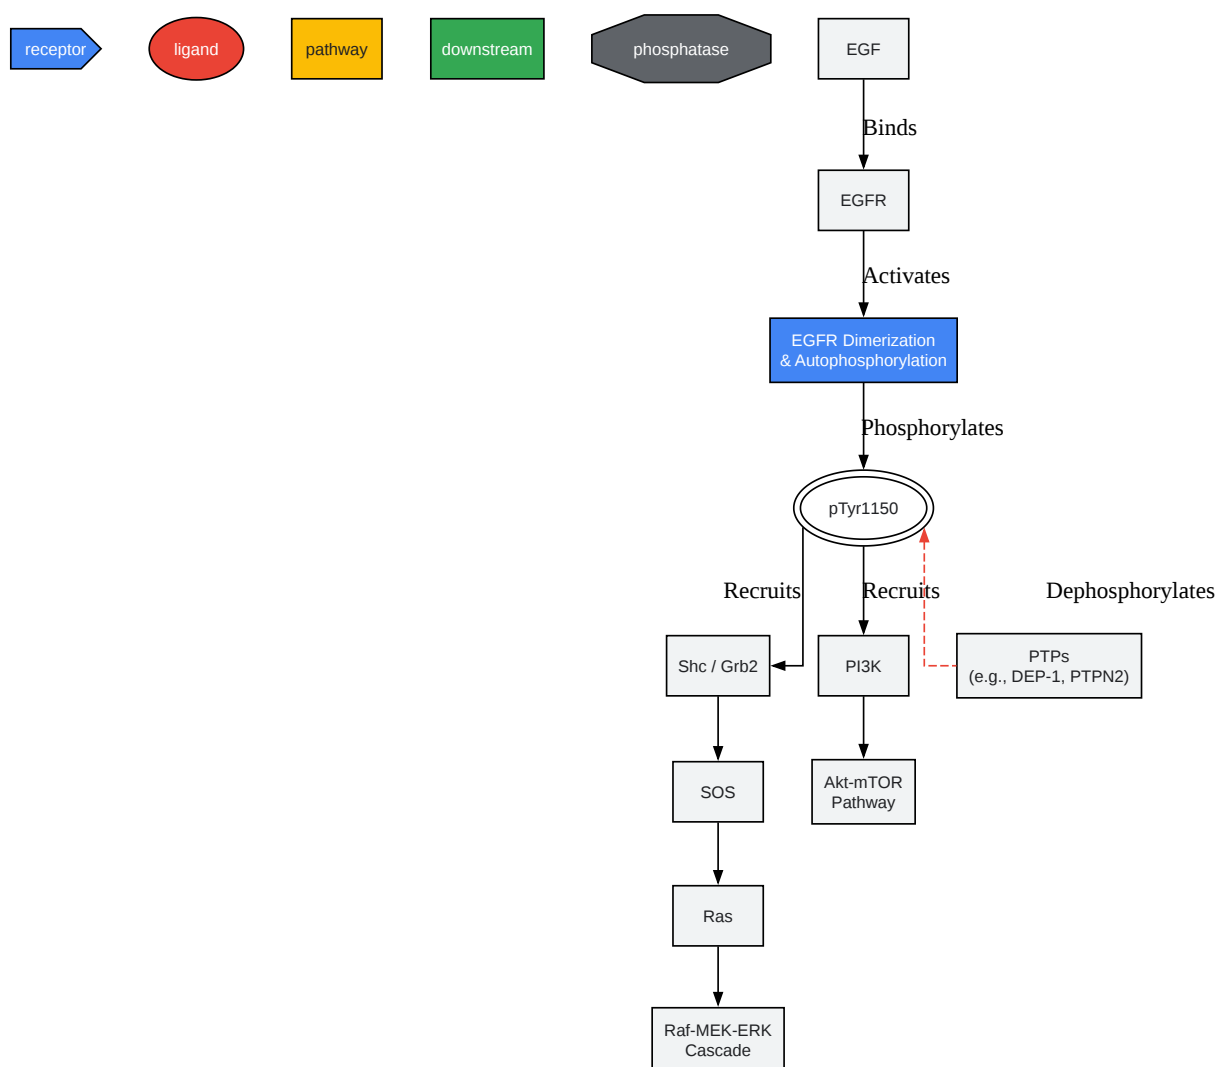 receptor
ligand
pathway
downstream
phosphatase
EGF
Binds
EGFR
Activates
EGFR Dimerization
& Autophosphorylation
Phosphorylates
pTyr1150
Recruits
Recruits
Dephosphorylates
Shc / Grb2
PI3K
PTPs
(e.g., DEP-1, PTPN2)
SOS
Akt-mTOR
Pathway
Ras
Raf-MEK-ERK
Cascade